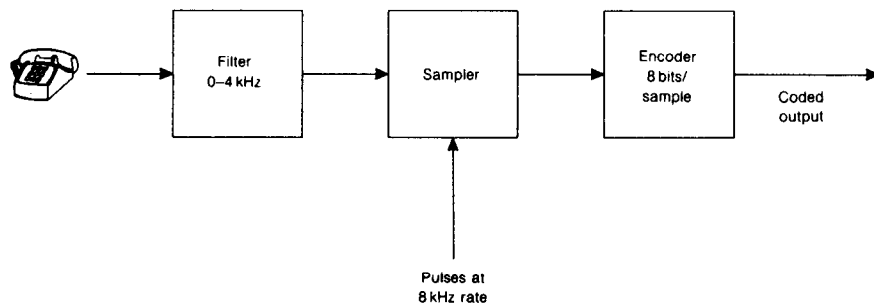 Filter
0–4 kHz
Sampler
Encoder
8 bits/
sample
Coded
output
Pulses at
8 kHz rate